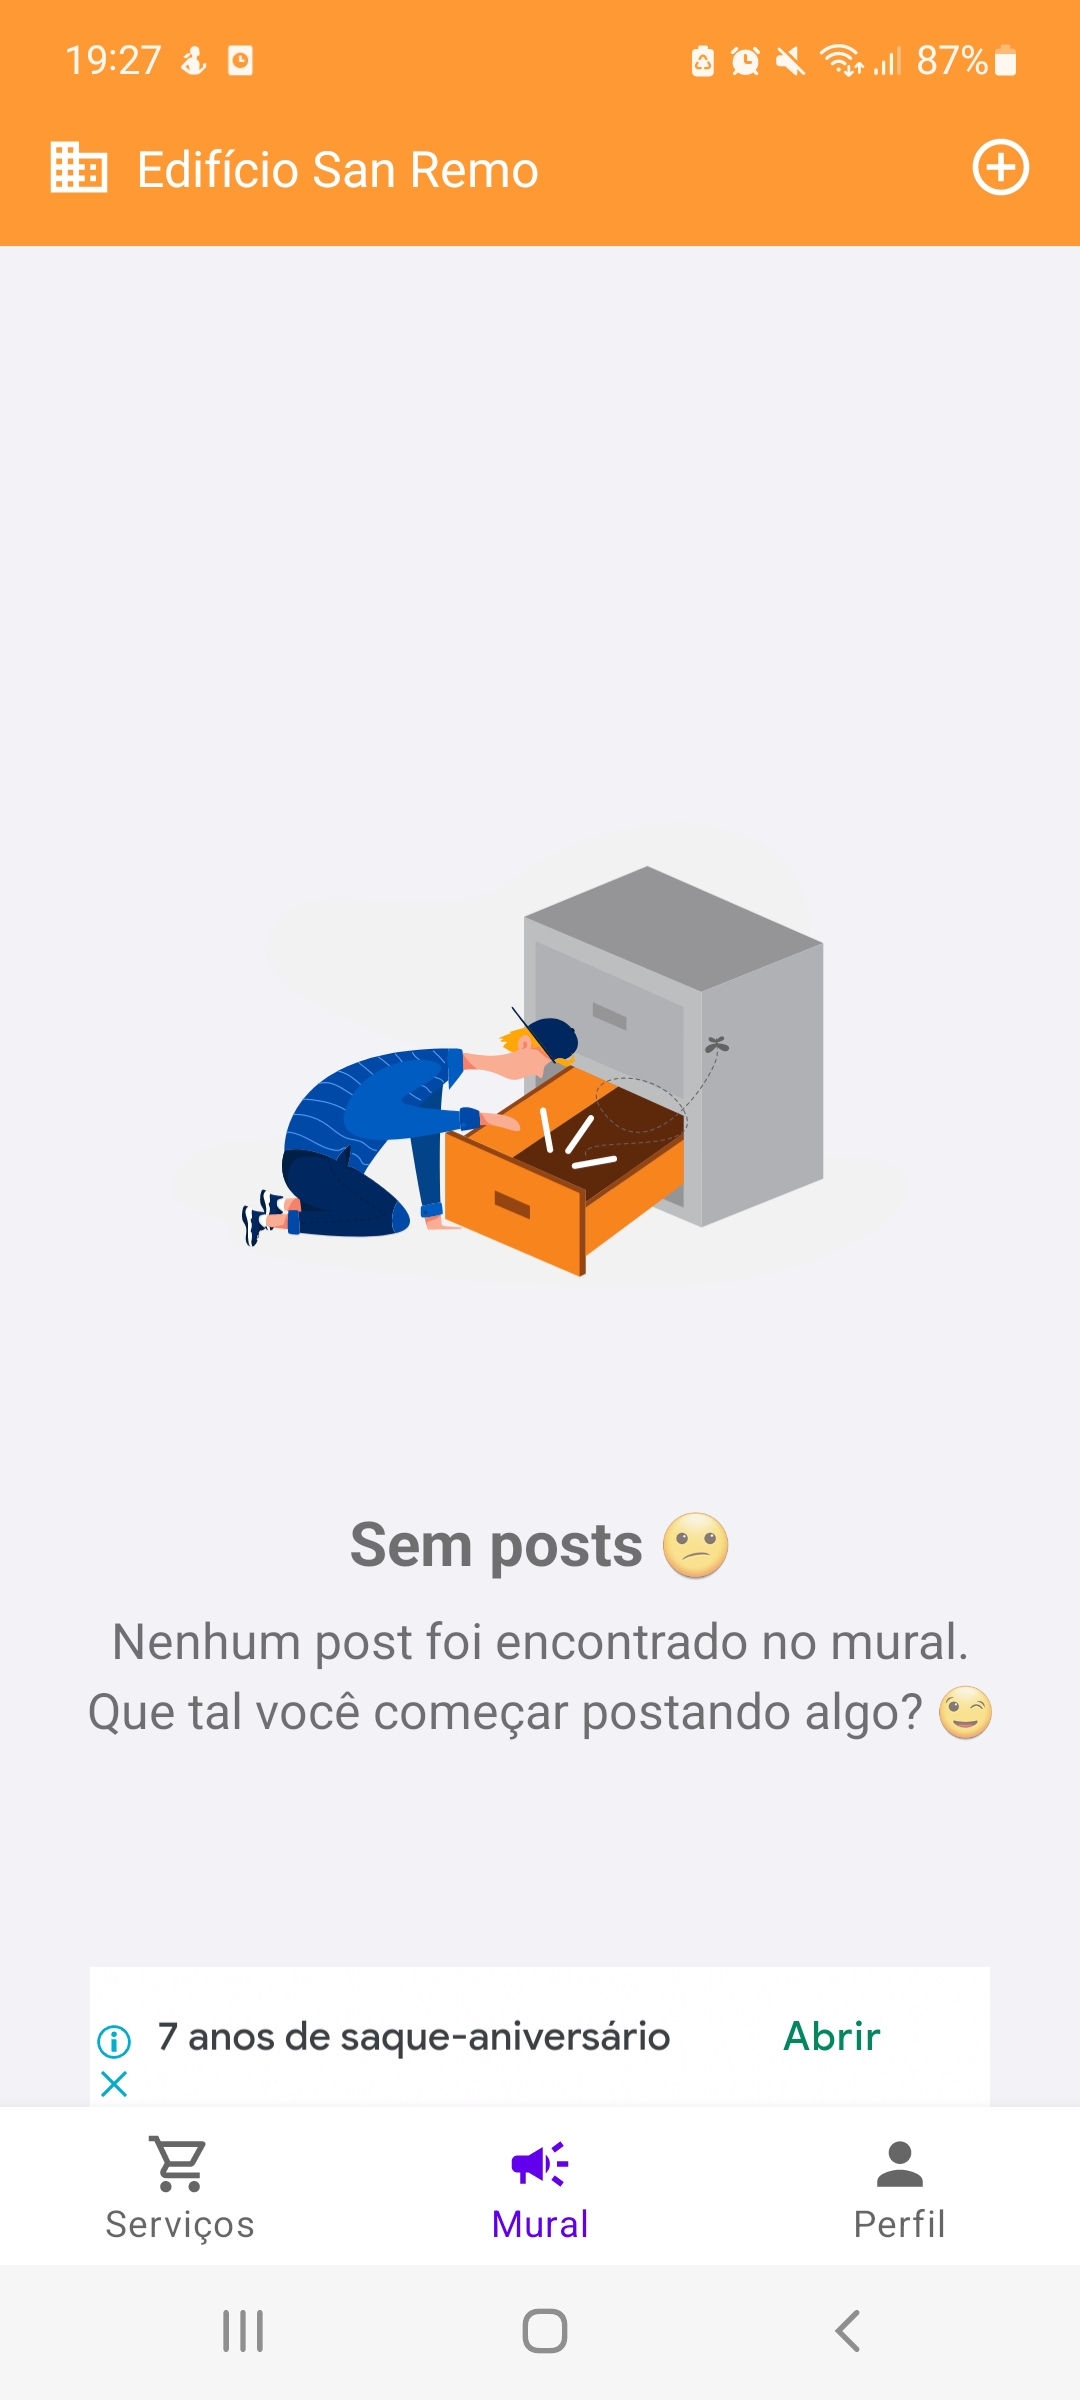 19:27
87%
Edifício San Remo
Sem posts 😕
Nenhum post foi encontrado no mural.
Que tal você começar postando algo? 😉
7 anos de saque-aniversário
Abrir
Serviços
Mural
Perfil